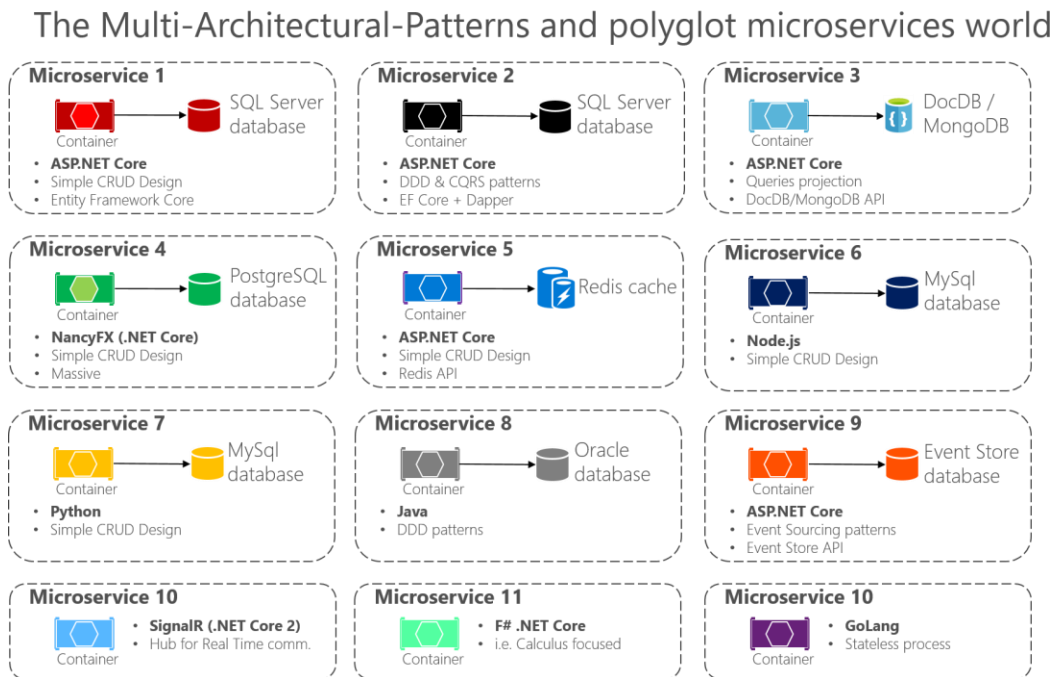 The Multi-Architectural-Patterns and polyglot microservices world
Microservice 1
SQL Server
database
Container
• ASP.NET Core
• Simple CRUD Design
• Entity Framework Core
Microservice 2
SQL Server
database
Container
• ASP.NET Core
• DDD & CQRS patterns
• EF Core + Dapper
Microservice 3
{ }
DocDB /
MongoDB
Container
• ASP.NET Core
• Queries projection
• DocDB/MongoDB API
Microservice 4
PostgreSQL
database
Container
• NancyFX (.NET Core)
• Simple CRUD Design
• Massive
Microservice 5
Redis cache
Container
• ASP.NET Core
• Simple CRUD Design
• Redis API
Microservice 6
MySql
database
Container
• Node.js
• Simple CRUD Design
Microservice 7
MySql
database
Container
• Python
• Simple CRUD Design
Microservice 8
Oracle
database
Container
• Java
• DDD patterns
Microservice 9
Event Store
database
Container
• ASP.NET Core
• Event Sourcing patterns
• Event Store API
Microservice 10
Container
• SignalR (.NET Core 2)
• Hub for Real Time comm.
Microservice 11
Container
• F# .NET Core
• i.e. Calculus focused
Microservice 10
Container
• GoLang
• Stateless process